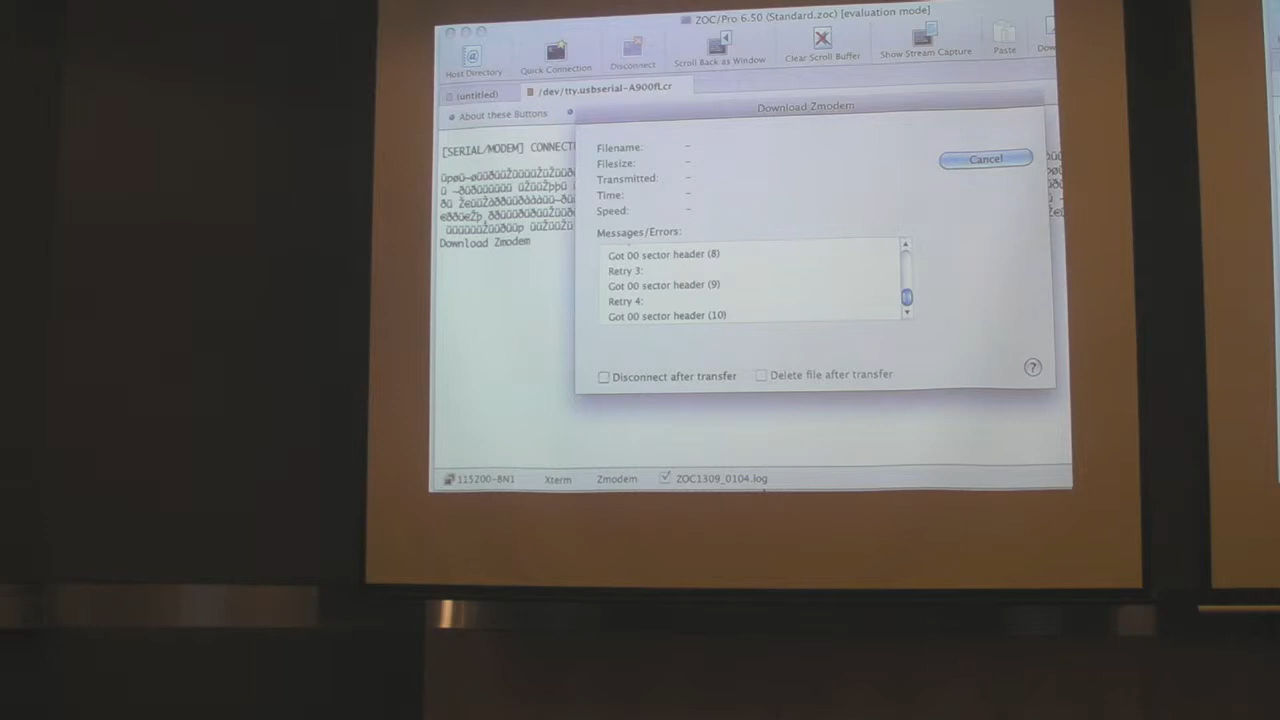 ZOC/Pro 6.50 (Standard.zoc) [evaluation mode]
Host Directory
Quick Connection
Disconnect
Scroll Back as Window
Clear Scroll Buffer
Show Stream Capture
Paste
(untitled)
/dev/tty.usbserial-A900fLcr
About these Buttons
Download Zmodem
[SERIAL/MODEM]
Filename: -
Filesize: -
Transmitted: -
Time: -
Speed: -
Cancel
Messages/Errors:
Got 00 sector header (8)
Retry 3:
Got 00 sector header (9)
Retry 4:
Got 00 sector header (10)
Download Zmodem
Disconnect after transfer
Delete file after transfer
?
115200-8N1
Xterm
Zmodem
ZOC1309_0104.log